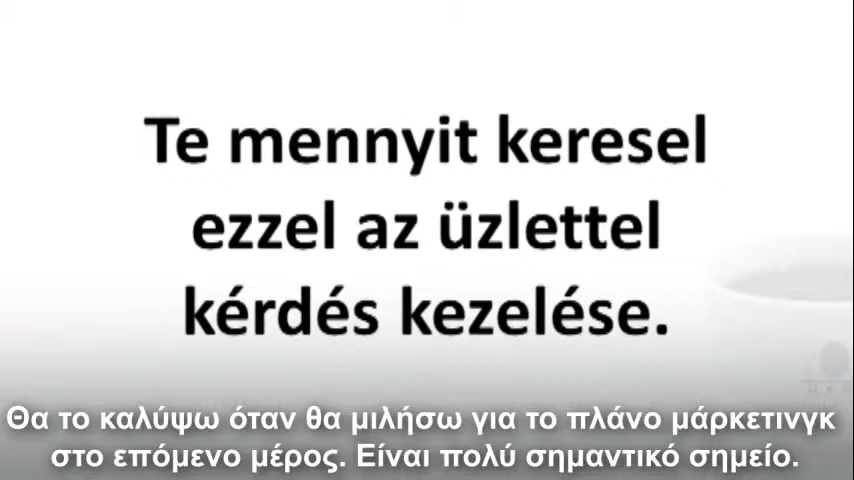 Te mennyit keresel
ezzel az üzlettel
kérdés kezelése.
Θα το καλύψω όταν θα μιλήσω για το πλάνο μάρκετινγκ
στο επόμενο μέρος. Είναι πολύ σημαντικό σημείο.